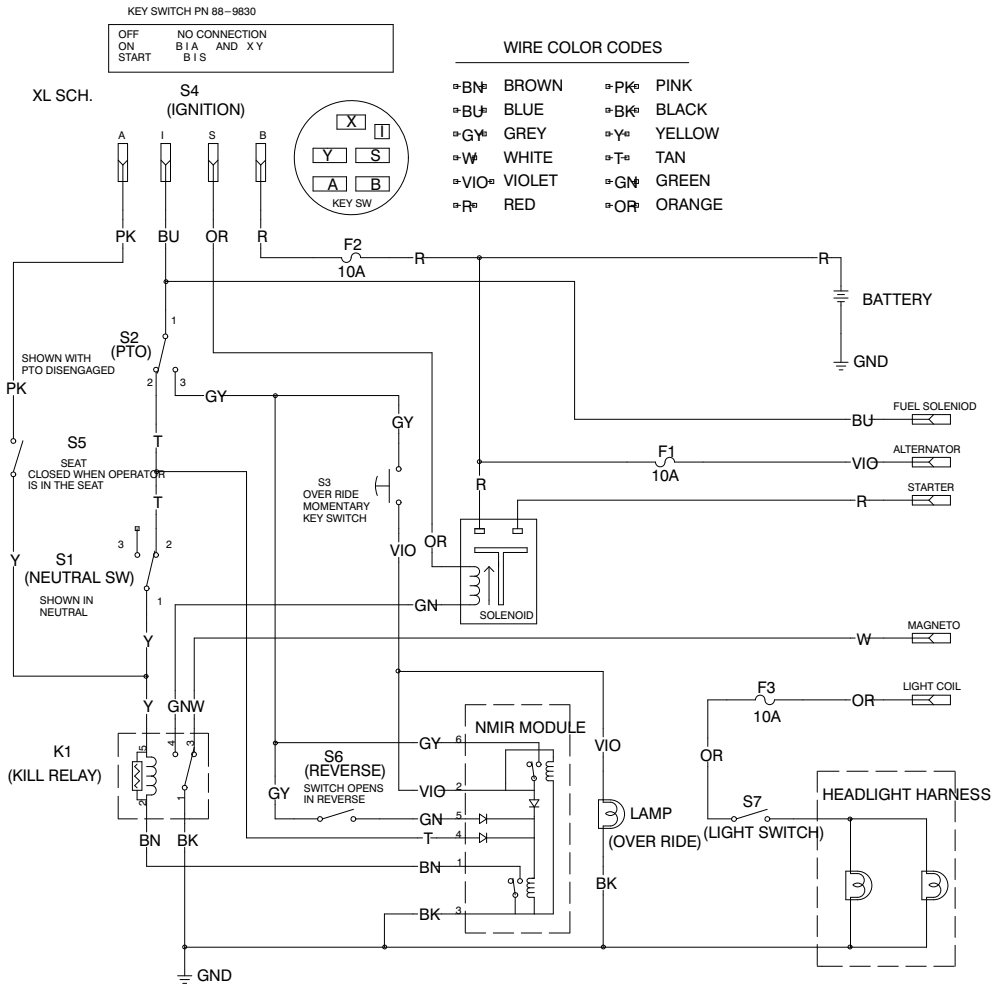 KEY SWITCH PN 88-9830
OFF NO CONNECTION
ON B I A AND X Y
START B I S
WIRE COLOR CODES
XL SCH.
S4
(IGNITION)
BN BROWN PK PINK
BU BLUE BK BLACK
GY GREY Y YELLOW
W WHITE T TAN
VIO VIOLET GN GREEN
R RED OR ORANGE
A I S B
X
I
Y S
A B
KEY SW
PK BU OR R
F2
10A
R
R
BATTERY
GND
1
S2
(PTO)
SHOWN WITH
PTO DISENGAGED
2 3
PK
GY
GY
FUEL SOLENIOD
BU
T
S5
SEAT
CLOSED WHEN OPERATOR
IS IN THE SEAT
F1
10A
ALTERNATOR
VIO
S3
OVER RIDE
MOMENTARY
KEY SWITCH
R
STARTER
R
T
3 2
OR
VIO
Y
S1
(NEUTRAL SW)
SHOWN IN
NEUTRAL
1
GN
SOLENOID
Y
MAGNETO
W
LIGHT COIL
F3
10A
OR
Y GN W
NMIR MODULE
K1
(KILL RELAY)
5 4 3
GY 6
VIO
OR
S6
(REVERSE)
SWITCH OPENS
IN REVERSE
GY
VIO 2
HEADLIGHT HARNESS
2 1
GN 5
T 4
LAMP
(OVER RIDE)
S7
(LIGHT SWITCH)
BN BK
BN 1
BK
BK 3
GND